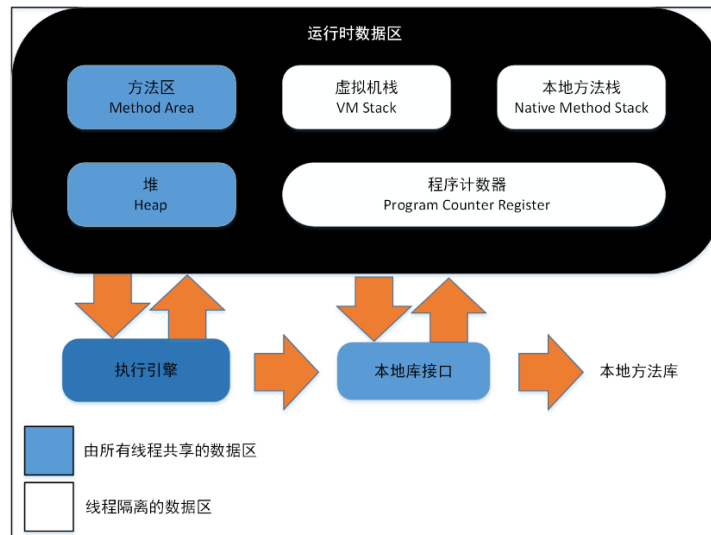 运行时数据区
方法区
Method Area
虚拟机栈
VM Stack
本地方法栈
Native Method Stack
堆
Heap
程序计数器
Program Counter Register
执行引擎
本地库接口
本地方法库
由所有线程共享的数据区
线程隔离的数据区